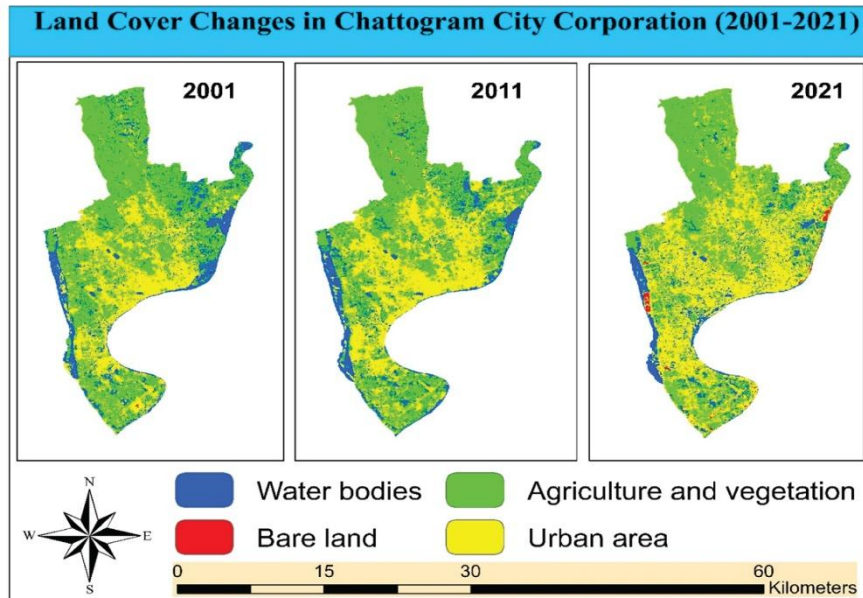 Land Cover Changes in Chattogram City Corporation (2001-2021)
2001
2011
2021
N
W E
S
Water bodies
Agriculture and vegetation
Bare land
Urban area
0 15 30 60
Kilometers